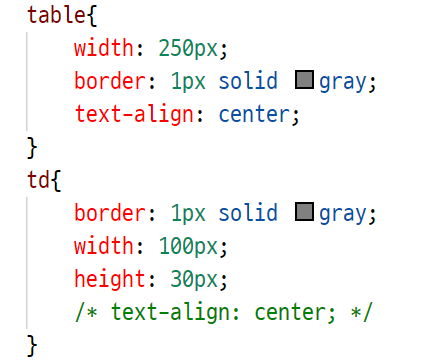 table{
width: 250px;
border: 1px solid gray;
text-align: center;
}
td{
border: 1px solid gray;
width: 100px;
height: 30px;
/* text-align: center; */
}